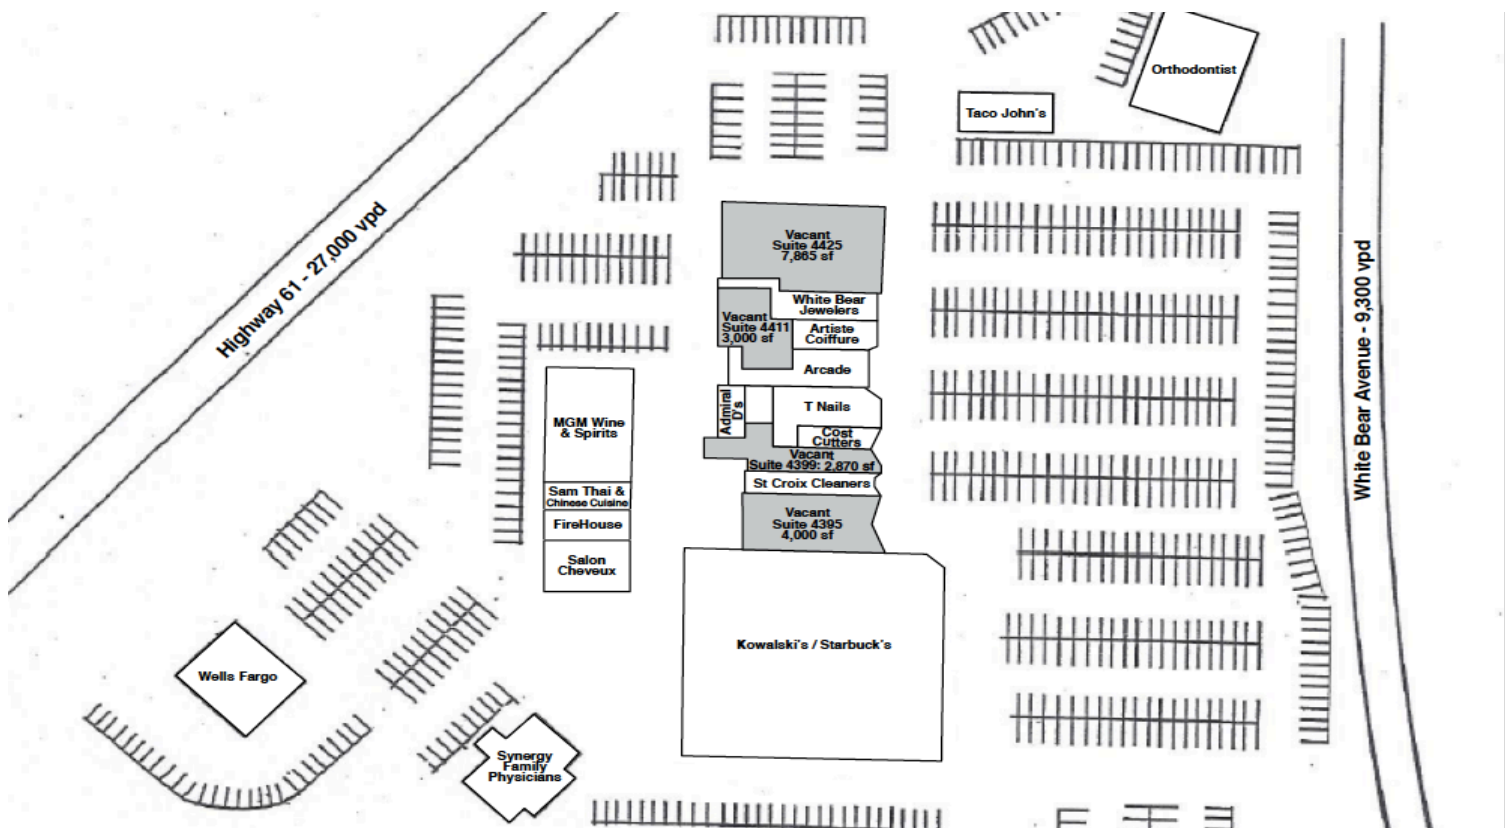 Orthodontist
Taco John's
Highway 61 - 27,000 vpd
White Bear Avenue - 9,300 vpd
Vacant
Suite 4425
7,865 sf
White Bear
Jewelers
Vacant
Suite 4411
3,000 sf
Artiste
Coiffure
Arcade
Admiral
D's
T Nails
Cost
Cutters
Vacant
Suite 4399: 2,870 sf
St Croix Cleaners
Vacant
Suite 4395
4,000 sf
MGM Wine
& Spirits
Sam Thai &
Chinese Cuisine
FireHouse
Salon
Cheveux
Kowalski's / Starbuck's
Wells Fargo
Synergy
Family
Physicians